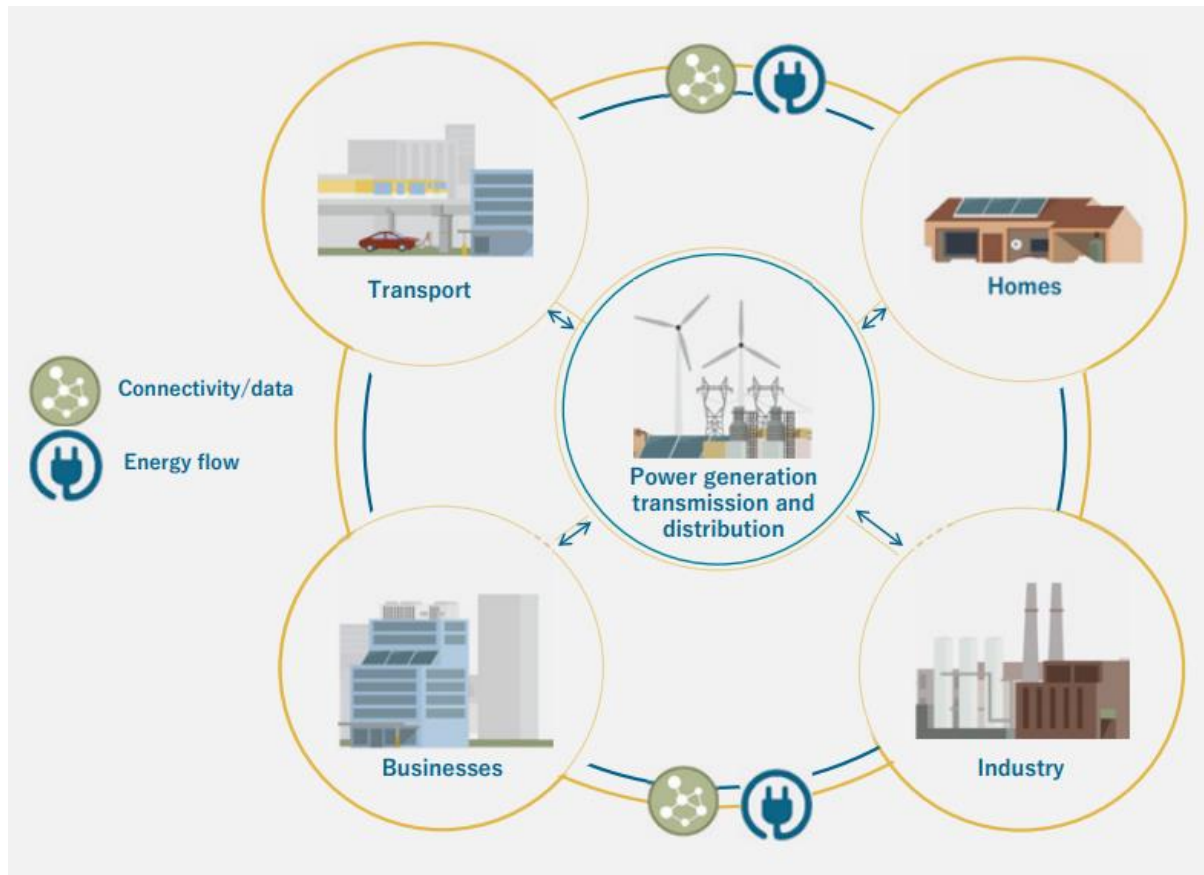 Transport
Homes
Connectivity/data
Energy flow
Power generation
transmission and
distribution
Businesses
Industry